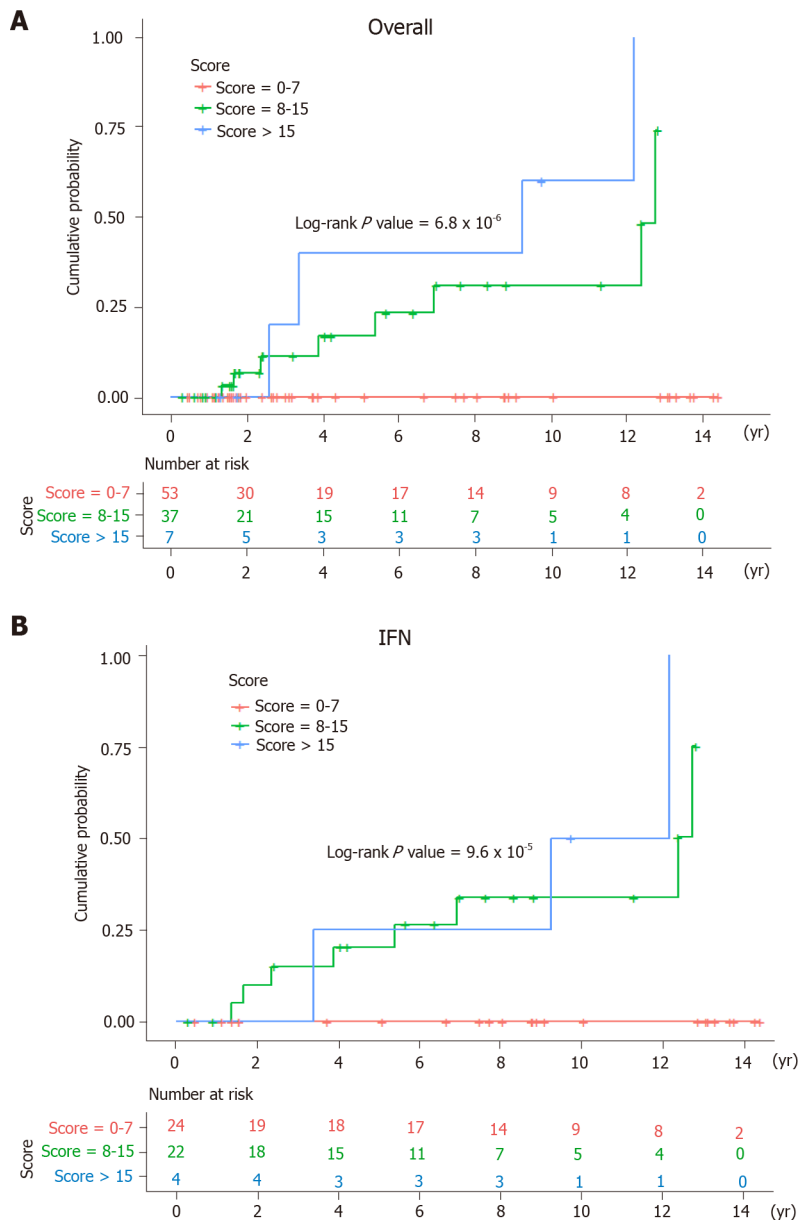 A
Overall
1.00
0.75
0.50
0.25
0.00
Cumulative probability
Score
Score = 0-7
Score = 8-15
Score > 15
Log-rank P value = 6.8 x 10-6
0 2 4 6 8 10 12 14 (yr)
Number at risk
Score
Score = 0-7 53 30 19 17 14 9 8 2
Score = 8-15 37 21 15 11 7 5 4 0
Score > 15 7 5 3 3 3 1 1 0
0 2 4 6 8 10 12 14 (yr)
B
IFN
1.00
0.75
0.50
0.25
0.00
Cumulative probability
Score
Score = 0-7
Score = 8-15
Score > 15
Log-rank P value = 9.6 x 10-5
0 2 4 6 8 10 12 14 (yr)
Number at risk
Score
Score = 0-7 24 19 18 17 14 9 8 2
Score = 8-15 22 18 15 11 7 5 4 0
Score > 15 4 4 3 3 3 1 1 0
0 2 4 6 8 10 12 14 (yr)